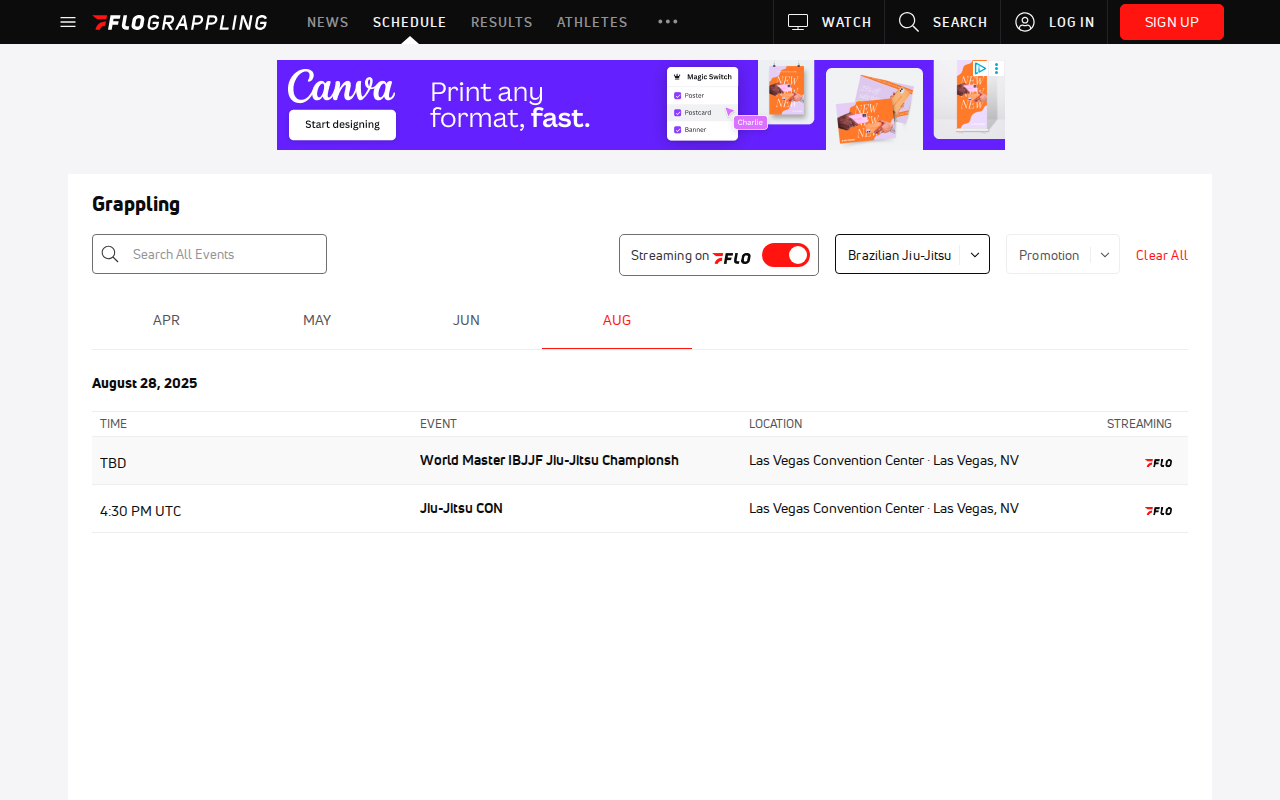 FLOGRAPPLING NEWS SCHEDULE RESULTS ATHLETES WATCH SEARCH LOG IN SIGN UP
Canva
Start designing
Print any
format, fast.
Magic Switch
Poster
Postcard
Banner
Charlie
NEW
NEW
NEW
Grappling
Search All Events
Streaming on FLO
Brazilian Jiu-Jitsu
Promotion
Clear All
APR MAY JUN AUG
August 28, 2025
TIME EVENT LOCATION STREAMING
TBD World Master IBJJF Jiu-Jitsu Championsh Las Vegas Convention Center · Las Vegas, NV FLO
4:30 PM UTC Jiu-Jitsu CON Las Vegas Convention Center · Las Vegas, NV FLO